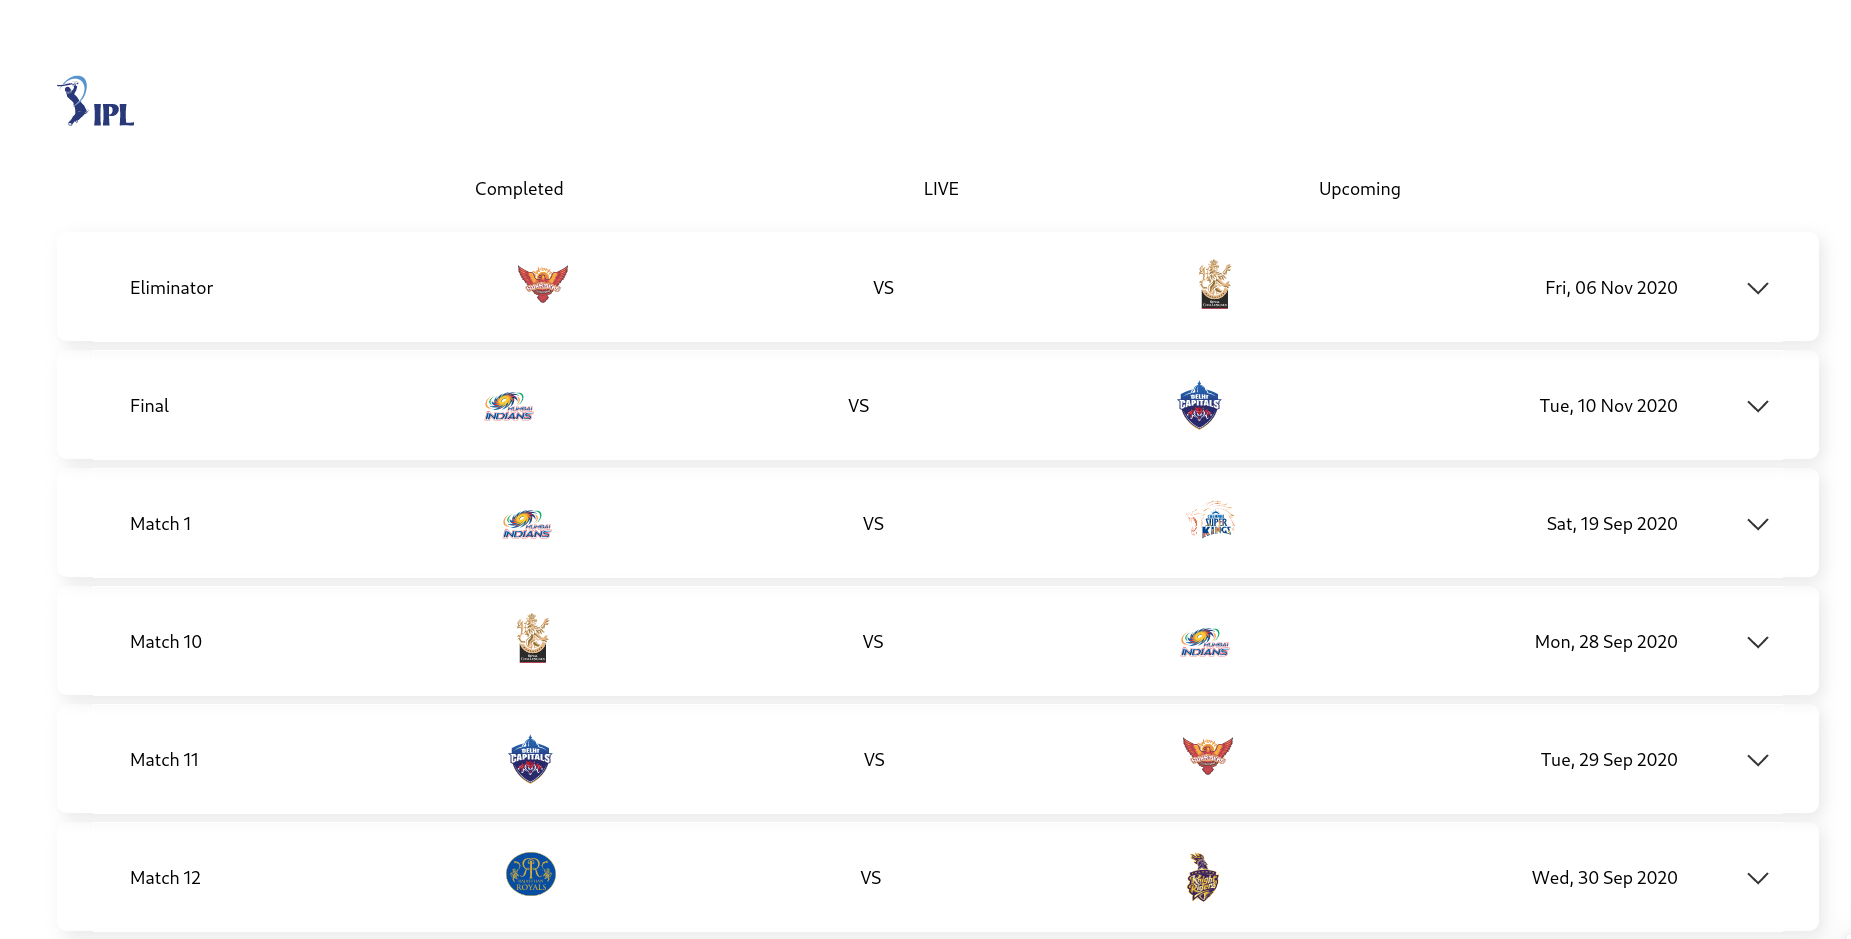 IPL
Completed LIVE Upcoming
Eliminator VS Fri, 06 Nov 2020
Final MUMBAI INDIANS VS DELHI CAPITALS Tue, 10 Nov 2020
Match 1 MUMBAI INDIANS VS SUPER KINGS Sat, 19 Sep 2020
Match 10 VS MUMBAI INDIANS Mon, 28 Sep 2020
Match 11 DELHI CAPITALS VS Tue, 29 Sep 2020
Match 12 ROYALS VS Knight Riders Wed, 30 Sep 2020